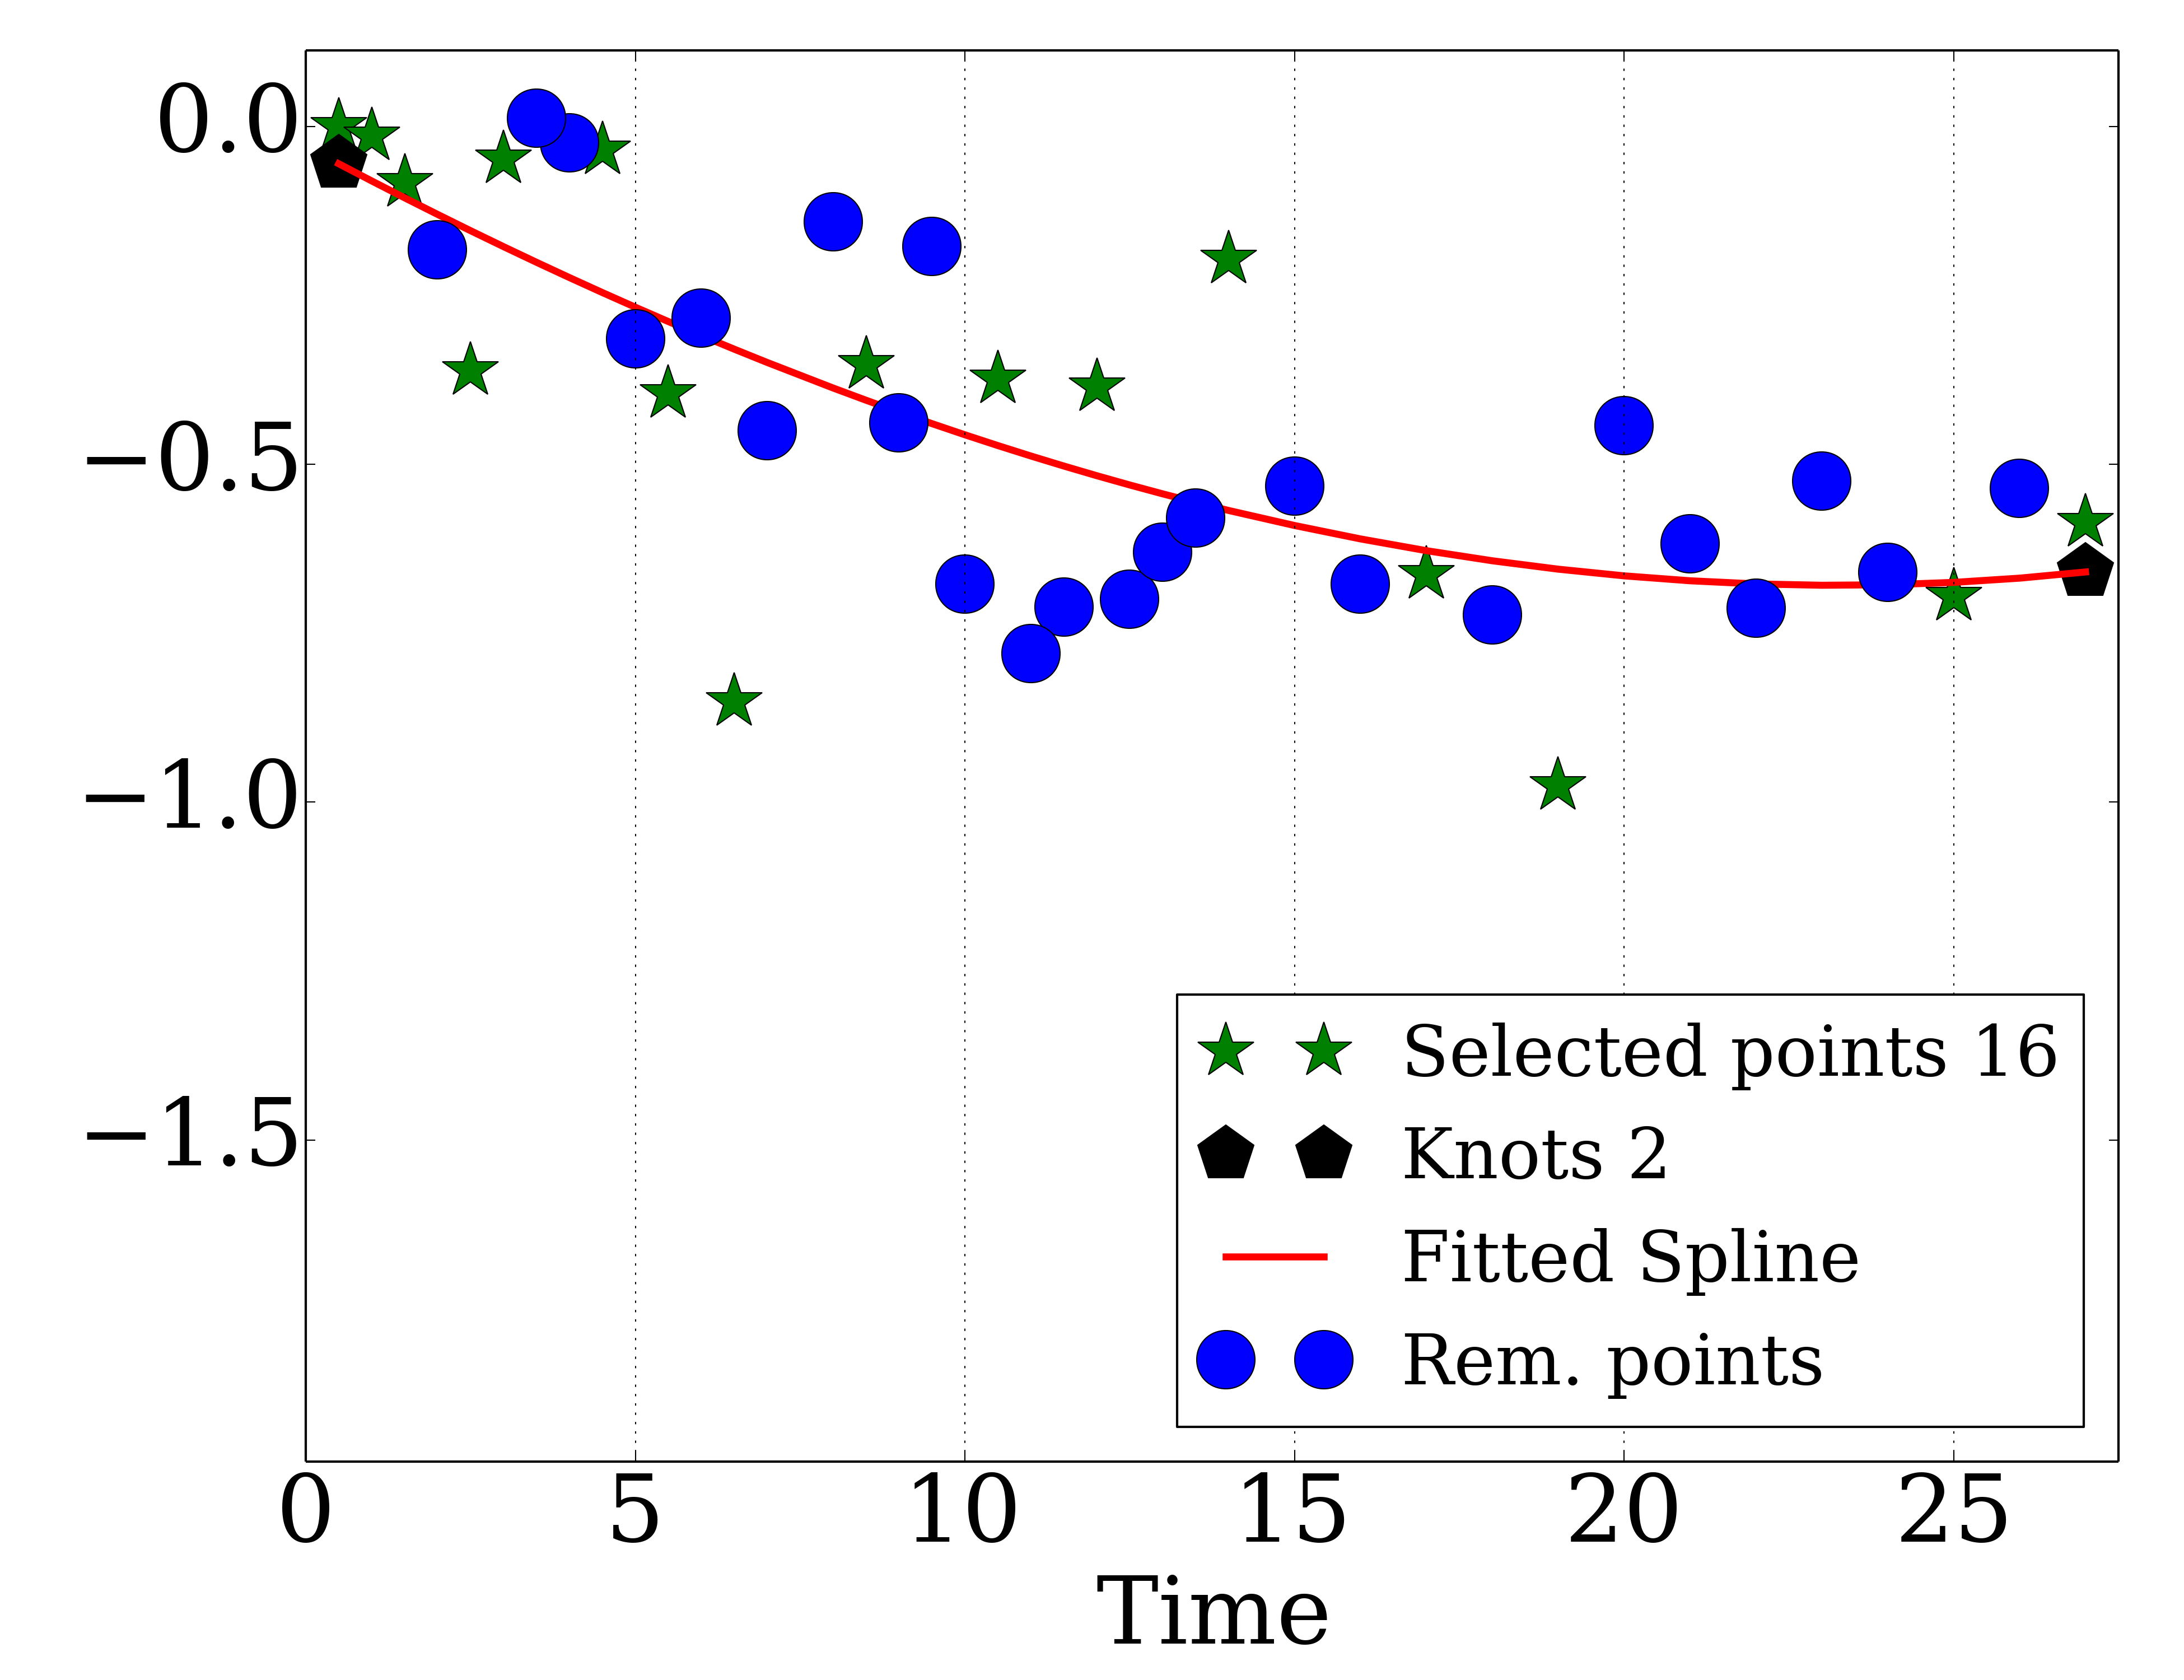 0.0
−0.5
−1.0
−1.5
Selected points 16
Knots 2
Fitted Spline
Rem. points
0 5 10 15 20 25
Time